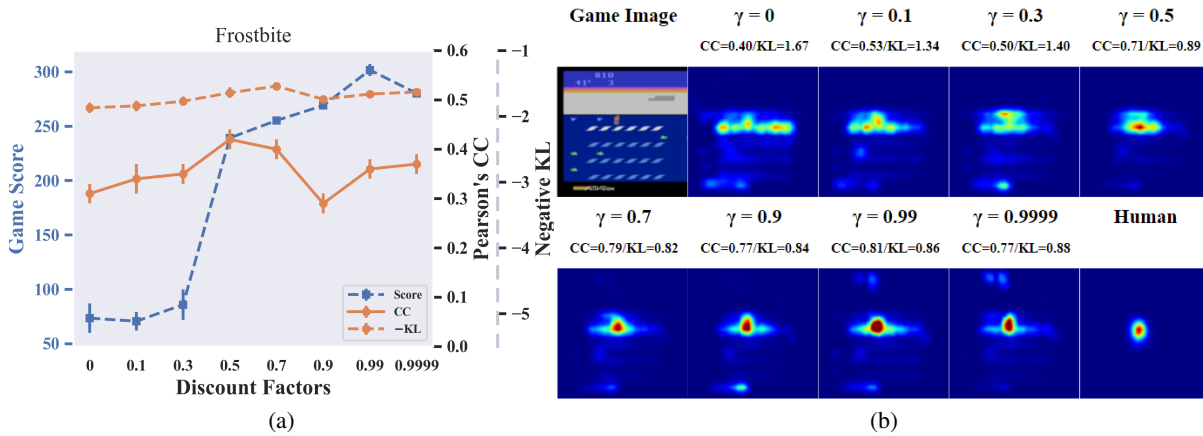 Frostbite
300
250
200
150
100
50
Game Score
0.6
0.5
0.4
0.3
0.2
0.1
0.0
Pearson's CC
−1
−2
−3
−4
−5
Negative KL
Score
CC
−KL
0 0.1 0.3 0.5 0.7 0.9 0.99 0.9999
Discount Factors
(a)
Game Image γ = 0 γ = 0.1 γ = 0.3 γ = 0.5
CC=0.40/KL=1.67 CC=0.53/KL=1.34 CC=0.50/KL=1.40 CC=0.71/KL=0.89
810
41° 3
γ = 0.7 γ = 0.9 γ = 0.99 γ = 0.9999 Human
CC=0.79/KL=0.82 CC=0.77/KL=0.84 CC=0.81/KL=0.86 CC=0.77/KL=0.88
(b)